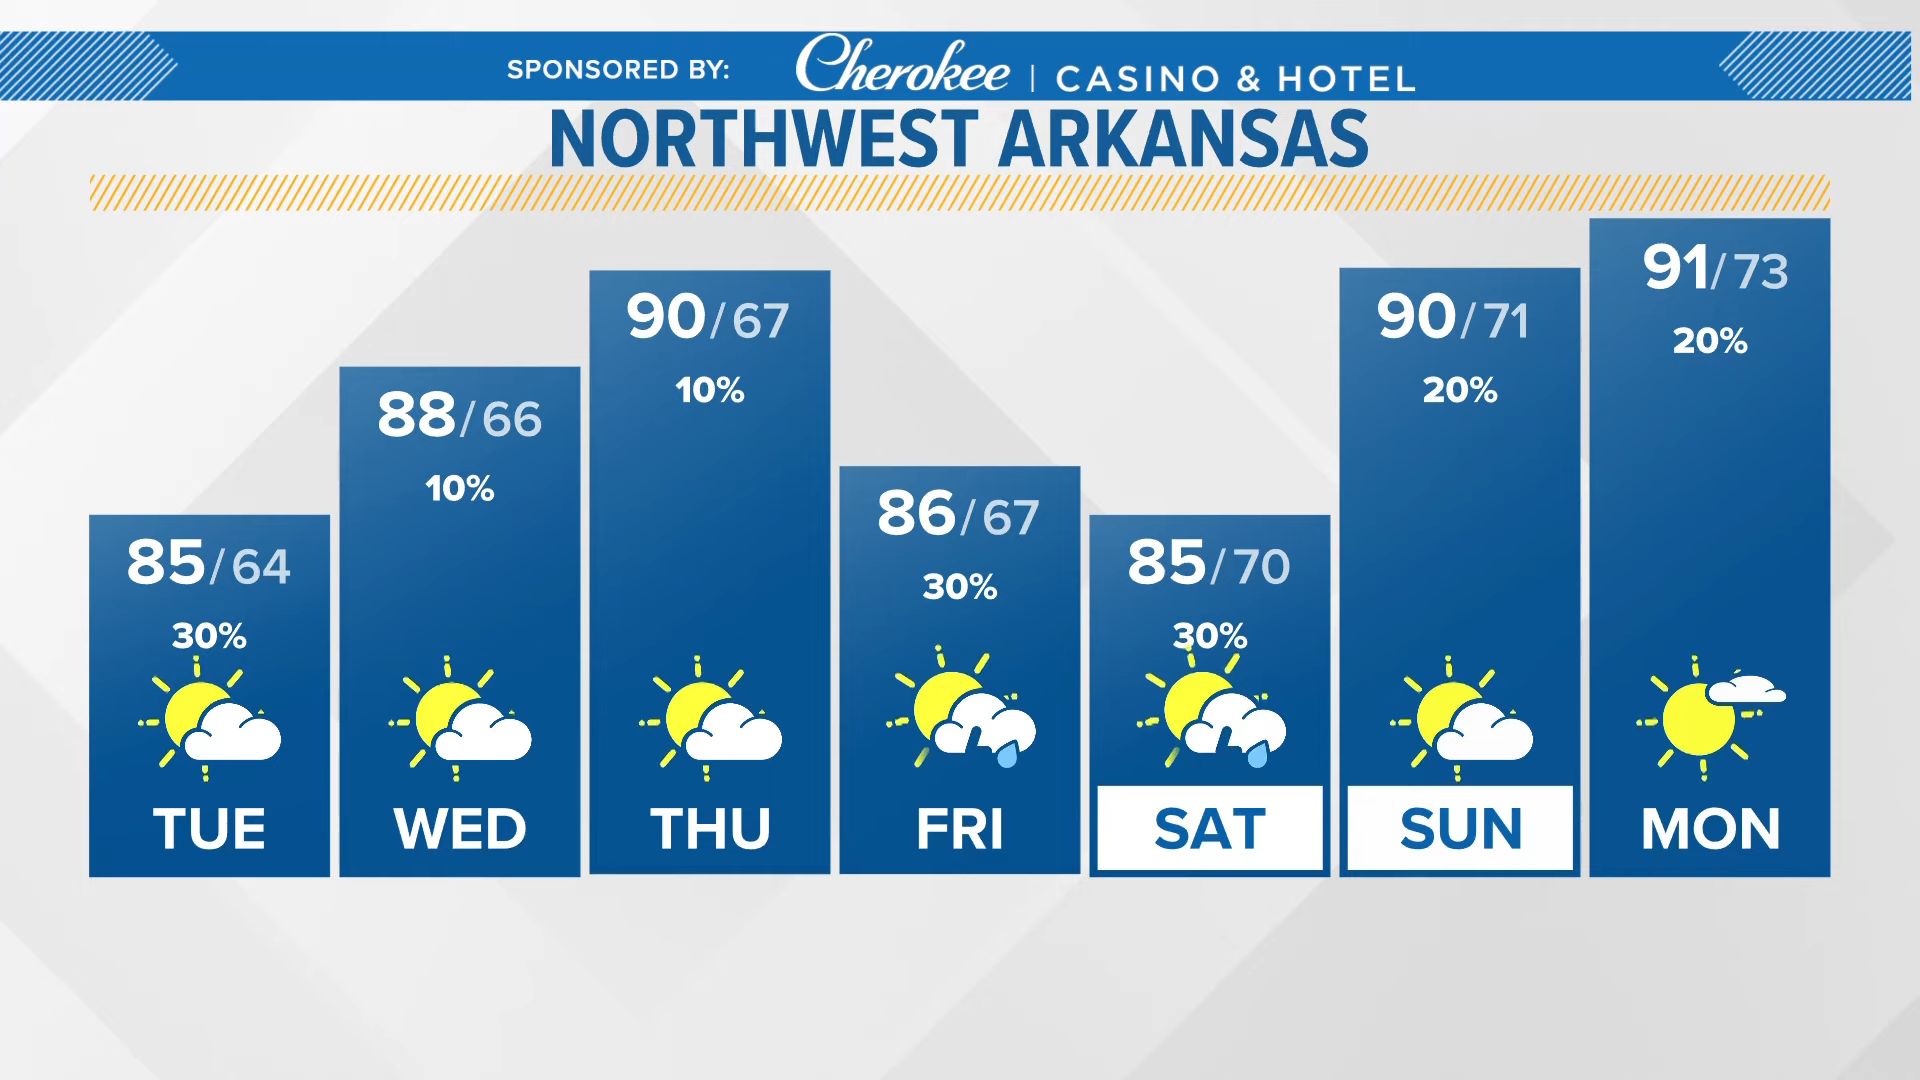 SPONSORED BY: Cherokee | CASINO & HOTEL
NORTHWEST ARKANSAS
85/64
30%
TUE
88/66
10%
WED
90/67
10%
THU
86/67
30%
FRI
85/70
30%
SAT
90/71
20%
SUN
91/73
20%
MON